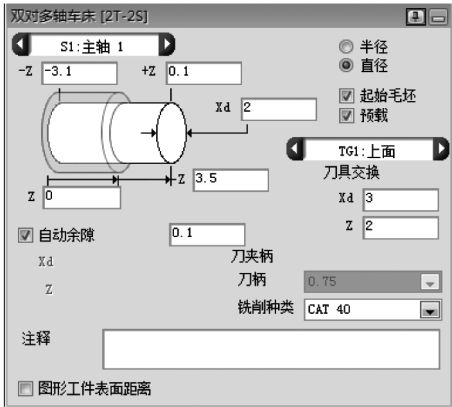 双对多轴车床 [2T-2S]
S1:主轴 1
半径
直径
-Z -3.1 +Z 0.1
起始毛坯
Xd 2
预载
TG1:上面
Z 3.5
刀具交换
Z 0
Xd 3
Z 2
自动余隙 0.1
Xd
刀夹柄
Z
刀柄 0.75
铣削种类 CAT 40
注释
图形工件表面距离